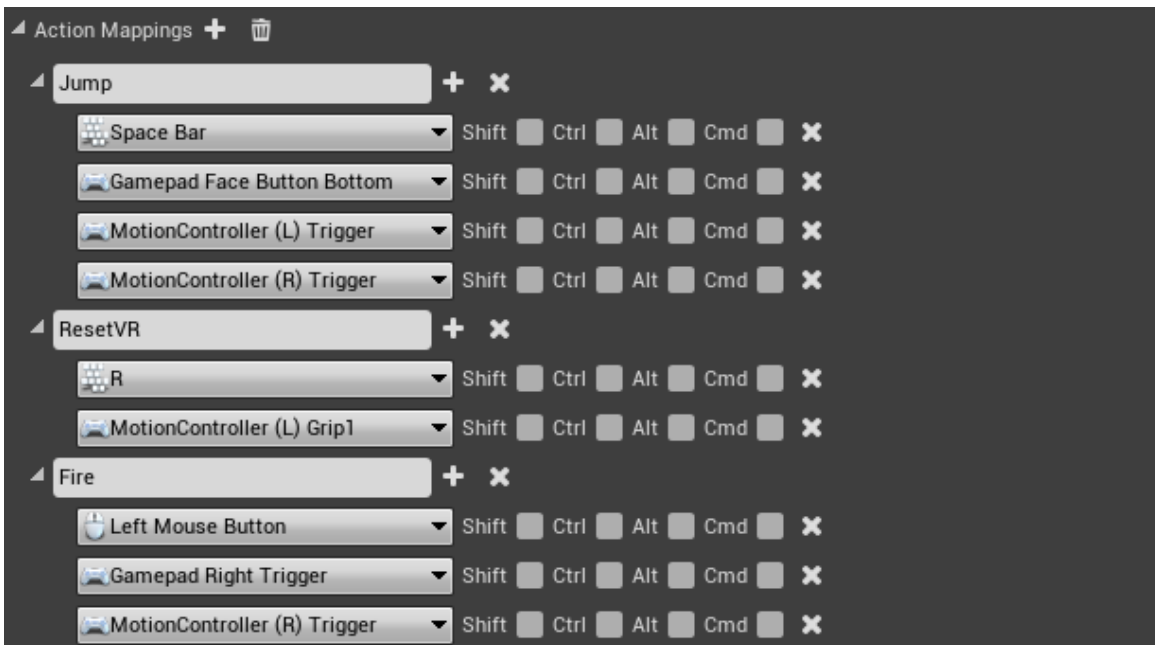 Action Mappings
Jump
Space Bar Shift Ctrl Alt Cmd
Gamepad Face Button Bottom Shift Ctrl Alt Cmd
MotionController (L) Trigger Shift Ctrl Alt Cmd
MotionController (R) Trigger Shift Ctrl Alt Cmd
ResetVR
R Shift Ctrl Alt Cmd
MotionController (L) Grip1 Shift Ctrl Alt Cmd
Fire
Left Mouse Button Shift Ctrl Alt Cmd
Gamepad Right Trigger Shift Ctrl Alt Cmd
MotionController (R) Trigger Shift Ctrl Alt Cmd